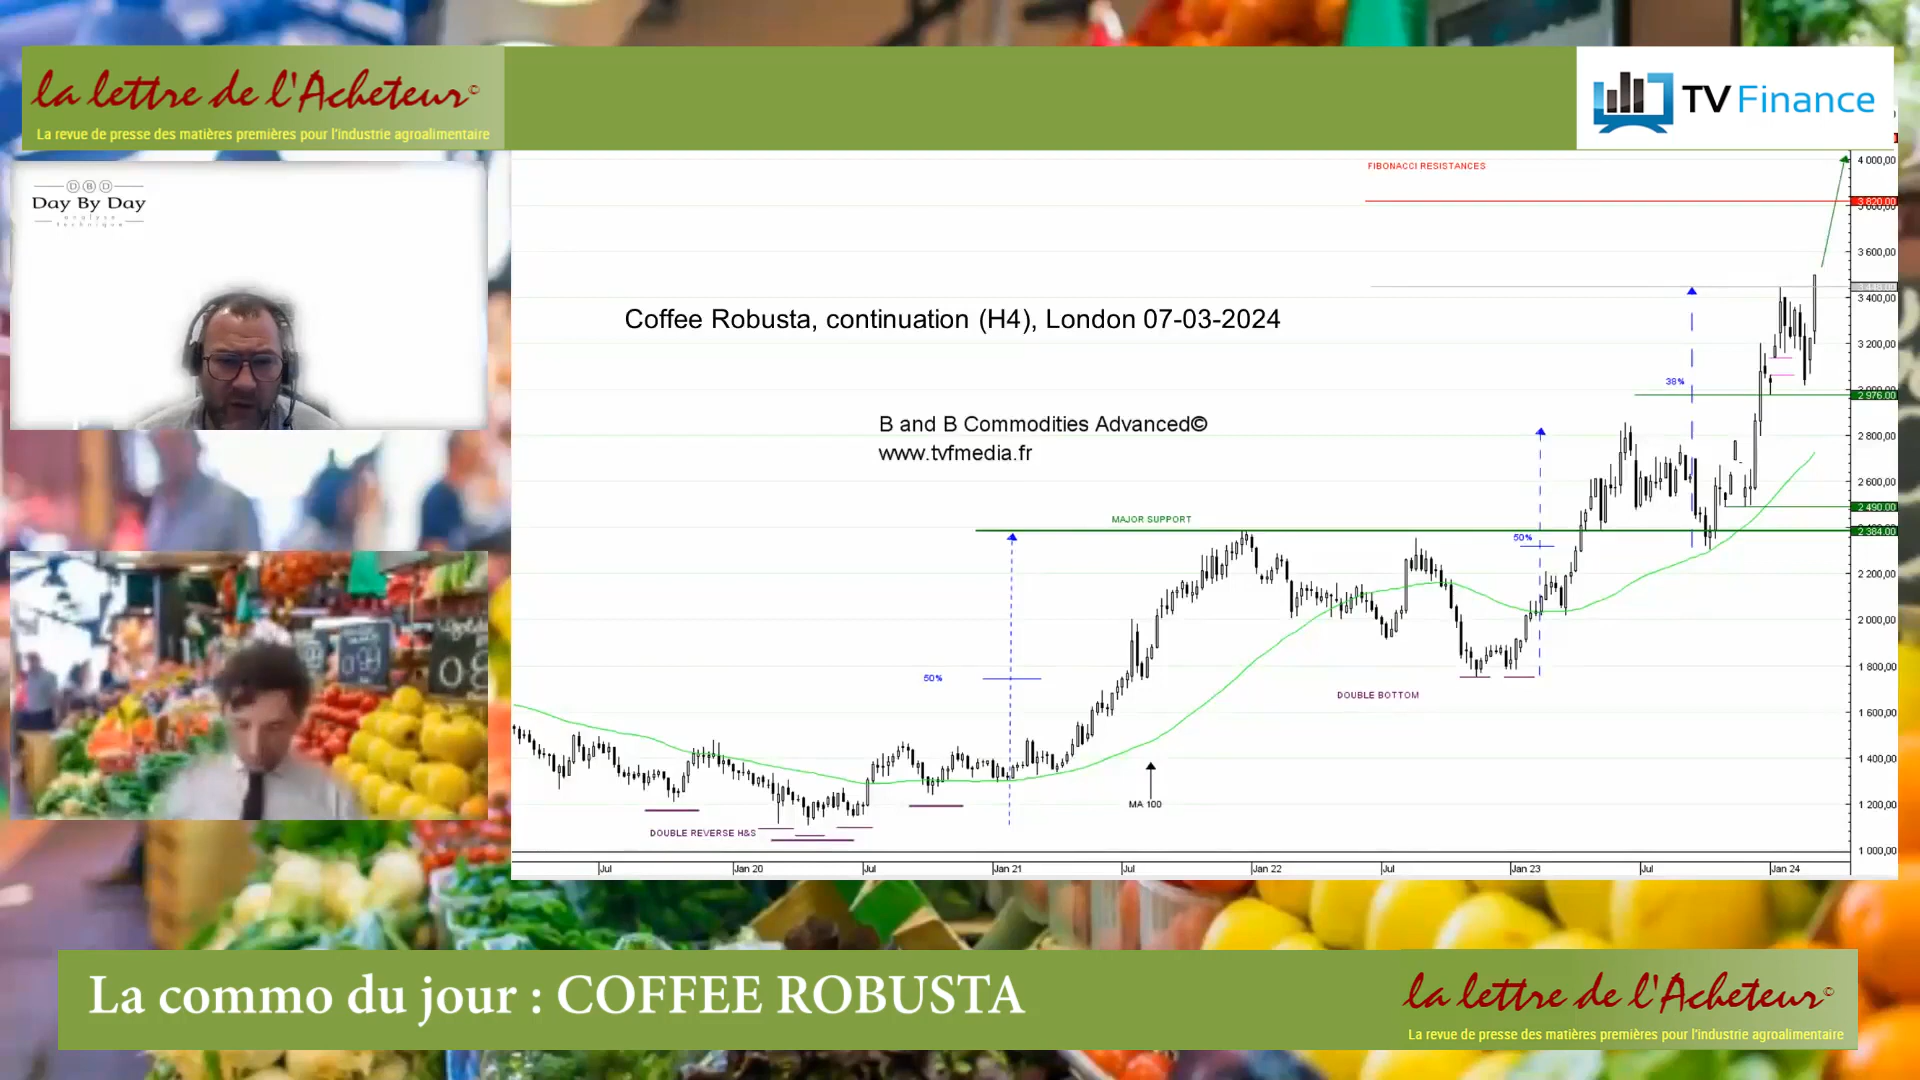 la lettre de l'Acheteur©
La revue de presse des matières premières pour l'industrie agroalimentaire
TV Finance
DBD
Day By Day
analyse
technique
FIBONACCI RESISTANCES
4 000,00
3 820,00
3 600,00
Coffee Robusta, continuation (H4), London 07-03-2024
3 400,00
3 200,00
38%
2 976,00
B and B Commodities Advanced©
www.tvfmedia.fr
2 800,00
2 600,00
2 490,00
MAJOR SUPPORT
2 384,00
50%
2 200,00
2 000,00
1 800,00
50%
DOUBLE BOTTOM
1 600,00
1 400,00
MA 100
1 200,00
DOUBLE REVERSE H&S
1 000,00
Jul Jan 20 Jul Jan 21 Jul Jan 22 Jul Jan 23 Jul Jan 24
La commo du jour : COFFEE ROBUSTA
la lettre de l'Acheteur©
La revue de presse des matières premières pour l'industrie agroalimentaire